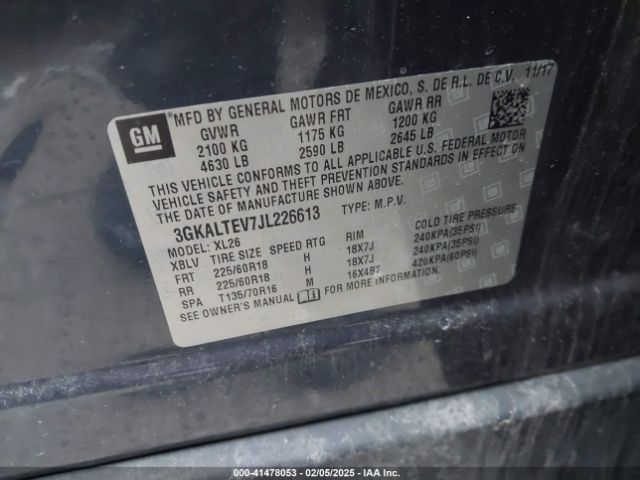 "MFD BY GENERAL MOTORS DE MEXICO, S. DE R.L. DE C.V. 11/17
GM
GVWR GAWR FRT GAWR RR
2100 KG 1175 KG 1200 KG
4630 LB 2590 LB 2645 LB
THIS VEHICLE CONFORMS TO ALL APPLICABLE U.S. FEDERAL MOTOR
VEHICLE SAFETY AND THEFT PREVENTION STANDARDS IN EFFECT ON
THE DATE OF MANUFACTURE SHOWN ABOVE.
3GKALTEV7JL226613 TYPE: M.P.V.
MODEL: XL26
XBLV TIRE SIZE SPEED RTG RIM COLD TIRE PRESSURE
FRT 225/60R18 H 18X7J 240KPA(35PSI)
RR 225/60R18 H 18X7J 240KPA(35PSI)
SPA T135/70R16 M 16X4BT 420KPA(60PSI)
SEE OWNER'S MANUAL FOR MORE INFORMATION.
000-41478053 - 02/05/2025 - IAA Inc.